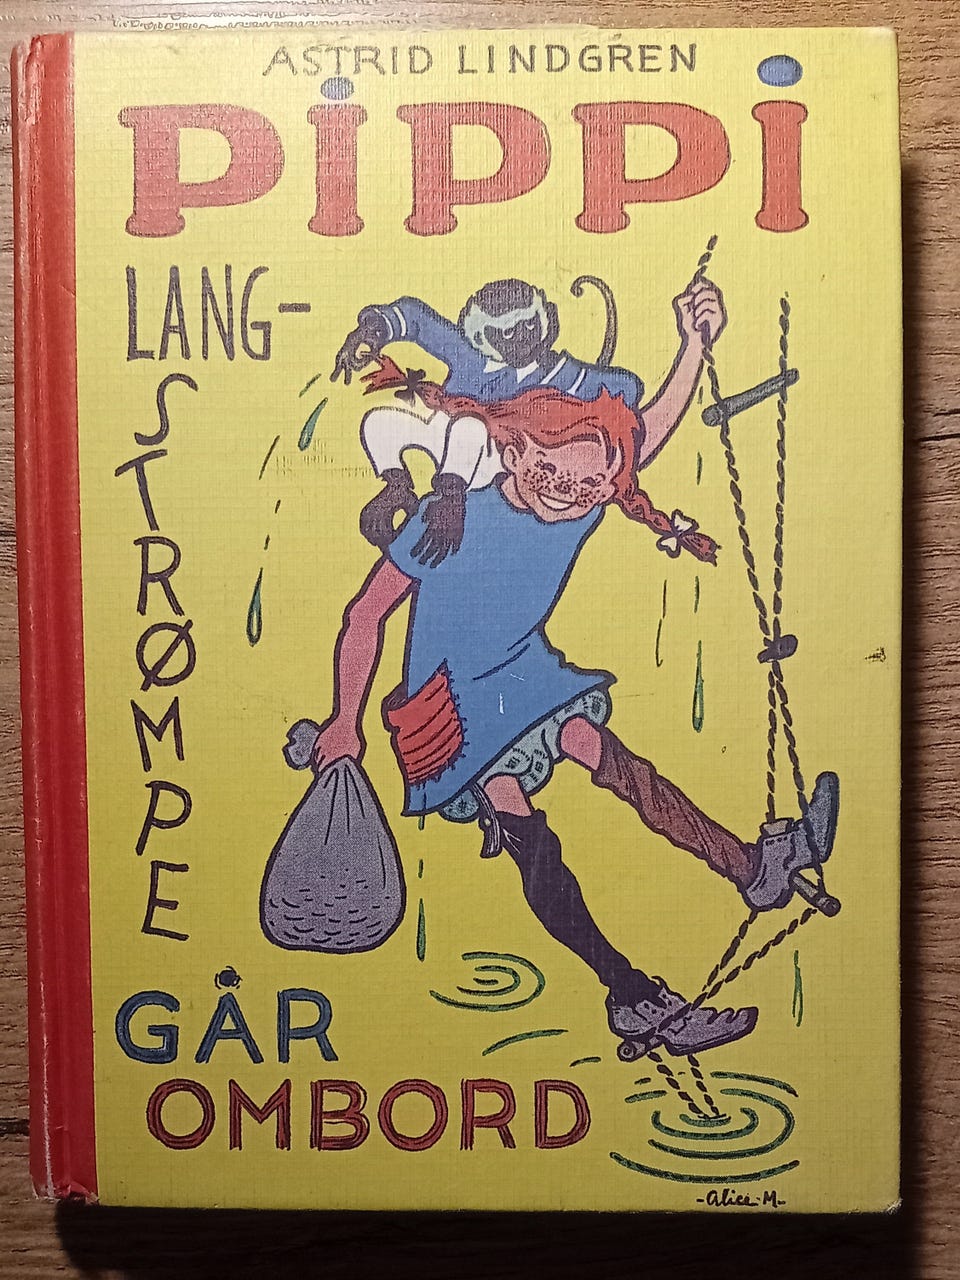 ASTRID LINDGREN
PiPPi
LANG-
STRØMPE
GÅR
OMBORD
-Alice·M-